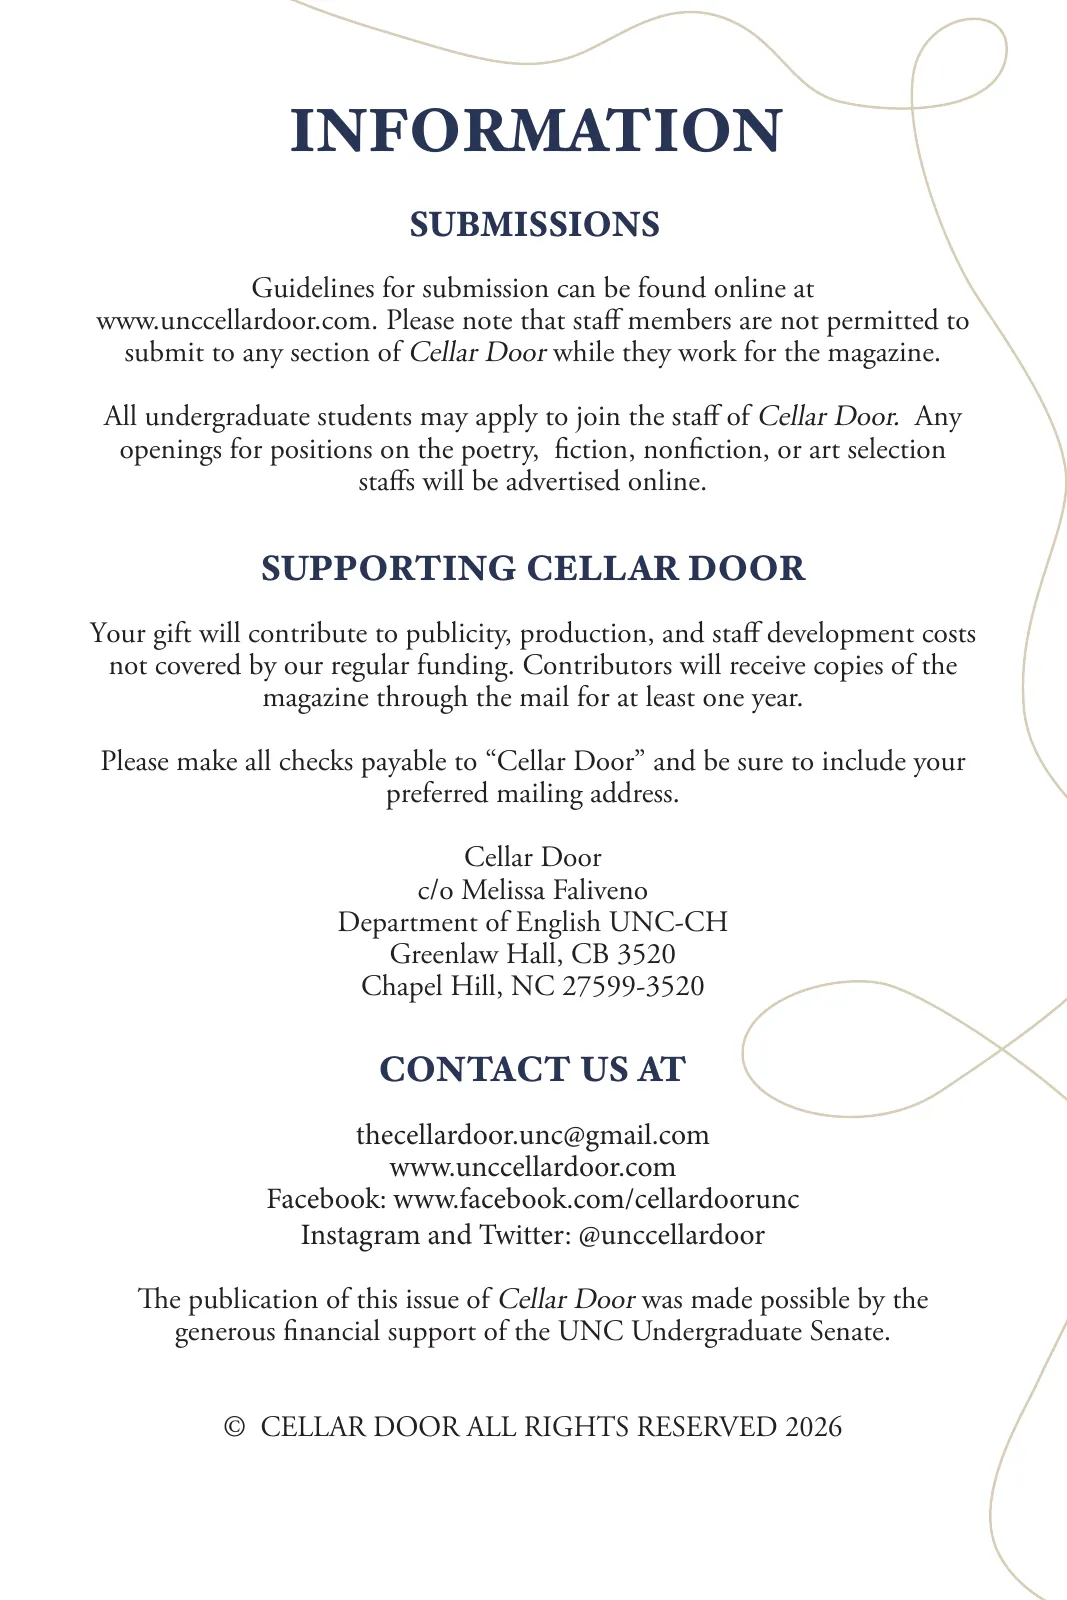 INFORMATION
SUBMISSIONS
Guidelines for submission can be found online at
www.unccellardoor.com. Please note that staff members are not permitted to
submit to any section of Cellar Door while they work for the magazine.
All undergraduate students may apply to join the staff of Cellar Door.  Any
openings for positions on the poetry,  fiction, nonfiction, or art selection
staffs will be advertised online.
SUPPORTING CELLAR DOOR
Your gift will contribute to publicity, production, and staff development costs
not covered by our regular funding. Contributors will receive copies of the
magazine through the mail for at least one year.
Please make all checks payable to “Cellar Door” and be sure to include your
preferred mailing address.
Cellar Door
c/o Melissa Faliveno
Department of English UNC-CH
Greenlaw Hall, CB 3520
Chapel Hill, NC 27599-3520
CONTACT US AT
thecellardoor.unc@gmail.com
www.unccellardoor.com
Facebook: www.facebook.com/cellardoorunc
Instagram and Twitter: @unccellardoor
The publication of this issue of Cellar Door was made possible by the
generous financial support of the UNC Undergraduate Senate.
©  CELLAR DOOR ALL RIGHTS RESERVED 2026